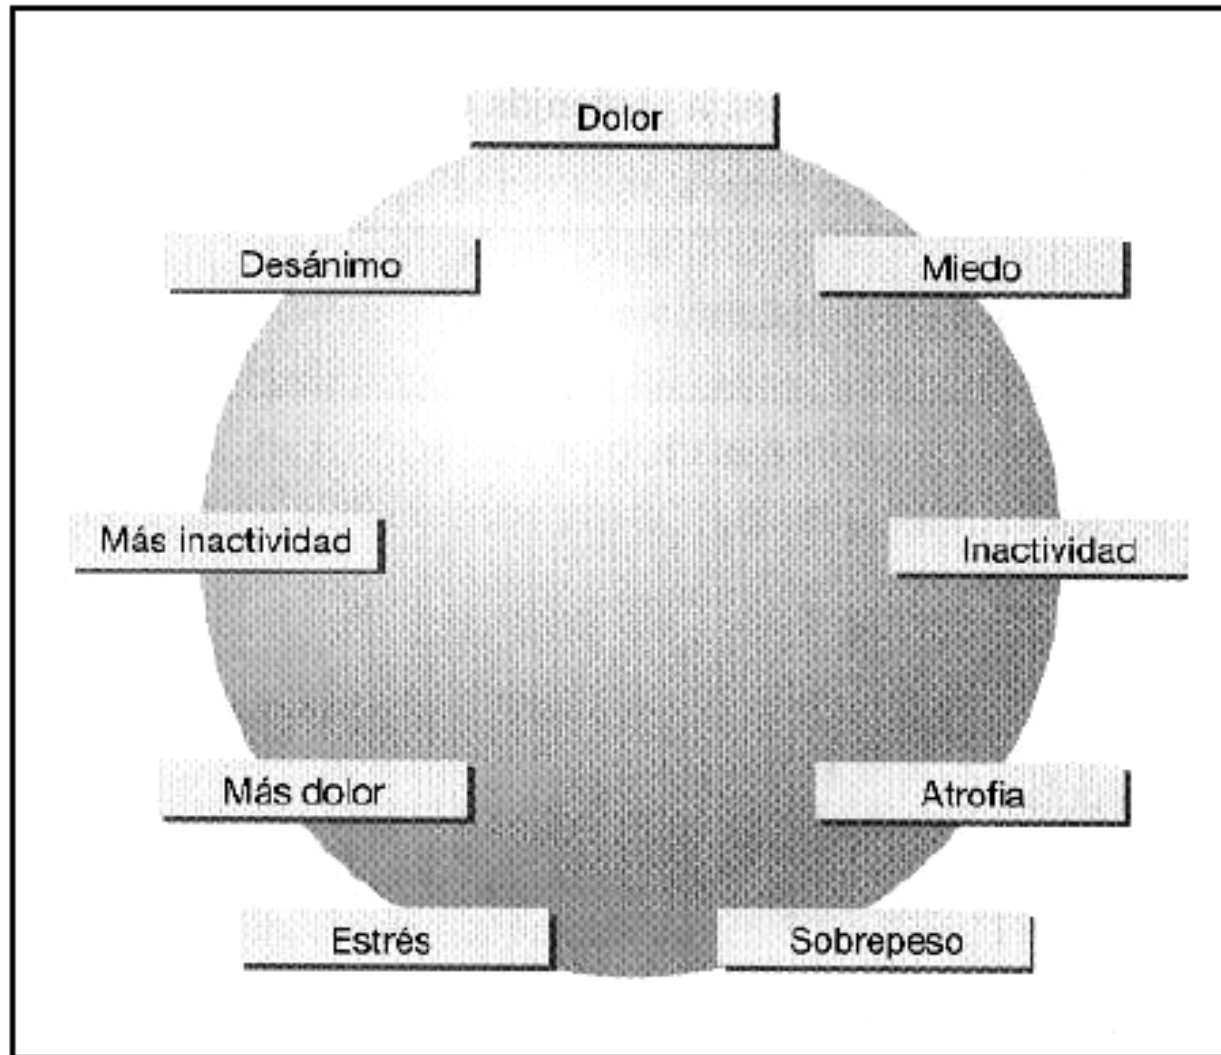 Dolor
Desánimo
Miedo
Más inactividad
Inactividad
Más dolor
Atrofia
Estrés
Sobrepeso